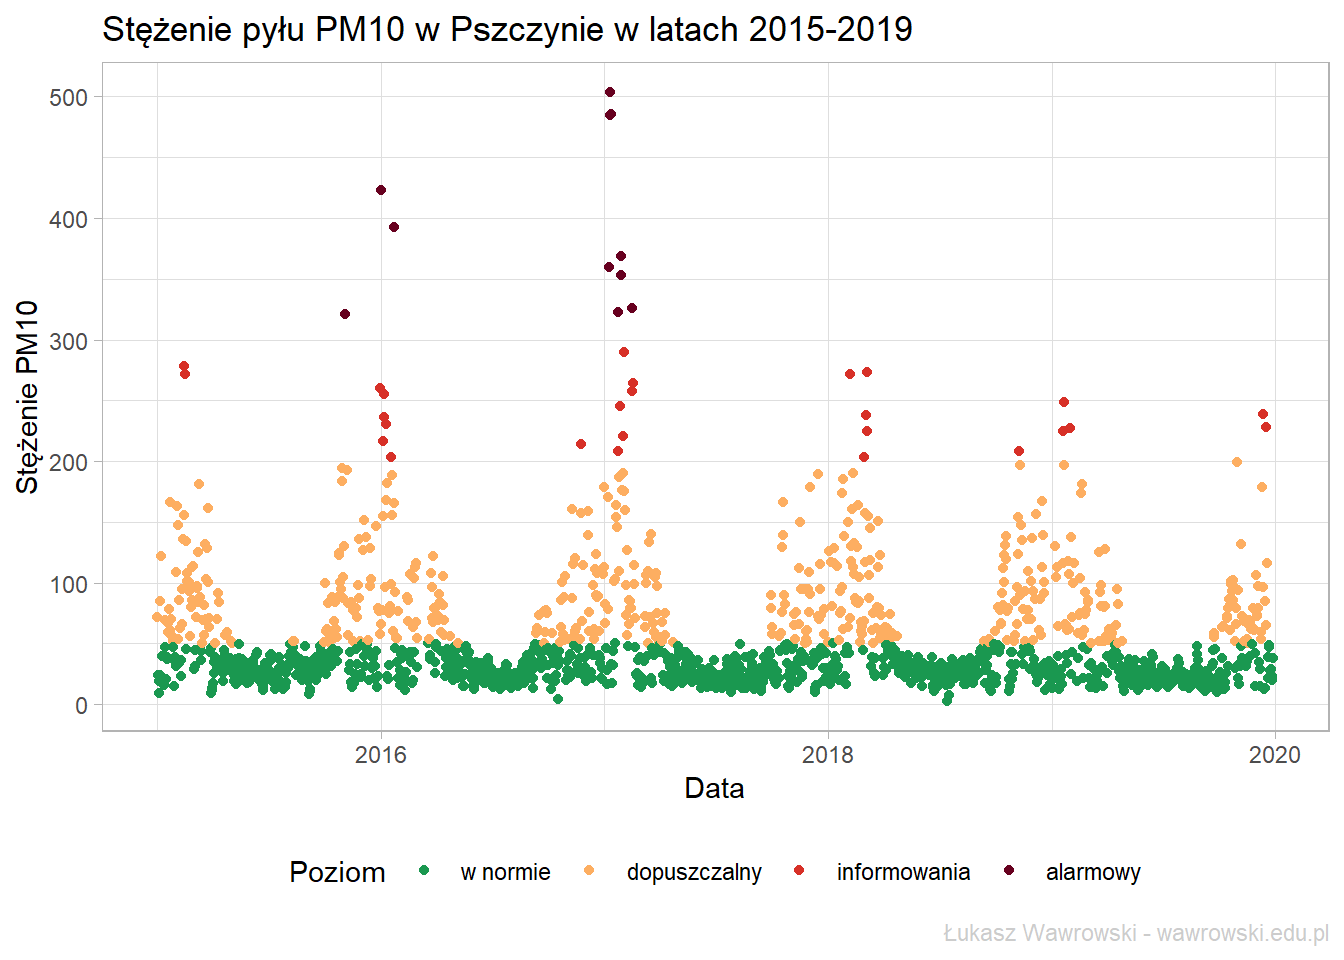 Stężenie pyłu PM10 w Pszczynie w latach 2015-2019
Stężenie PM10
500
400
300
200
100
0
2016 2018 2020
Data
Poziom w normie dopuszczalny informowania alarmowy
Łukasz Wawrowski - wawrowski.edu.pl